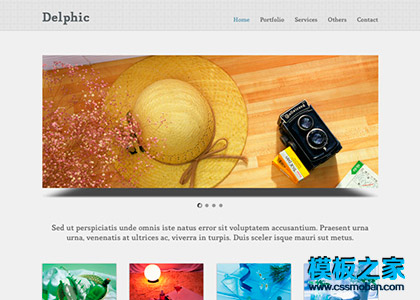 Delphic
Home Portfolio Services Others Contact
Sed ut perspiciatis unde omnis iste natus error sit voluptatem accusantium. Praesent urna
urna, venenatis at ultrices ac, viverra in turpis. Duis sceler isque mauri sut metus.
模板之家
www.cssmoban.com